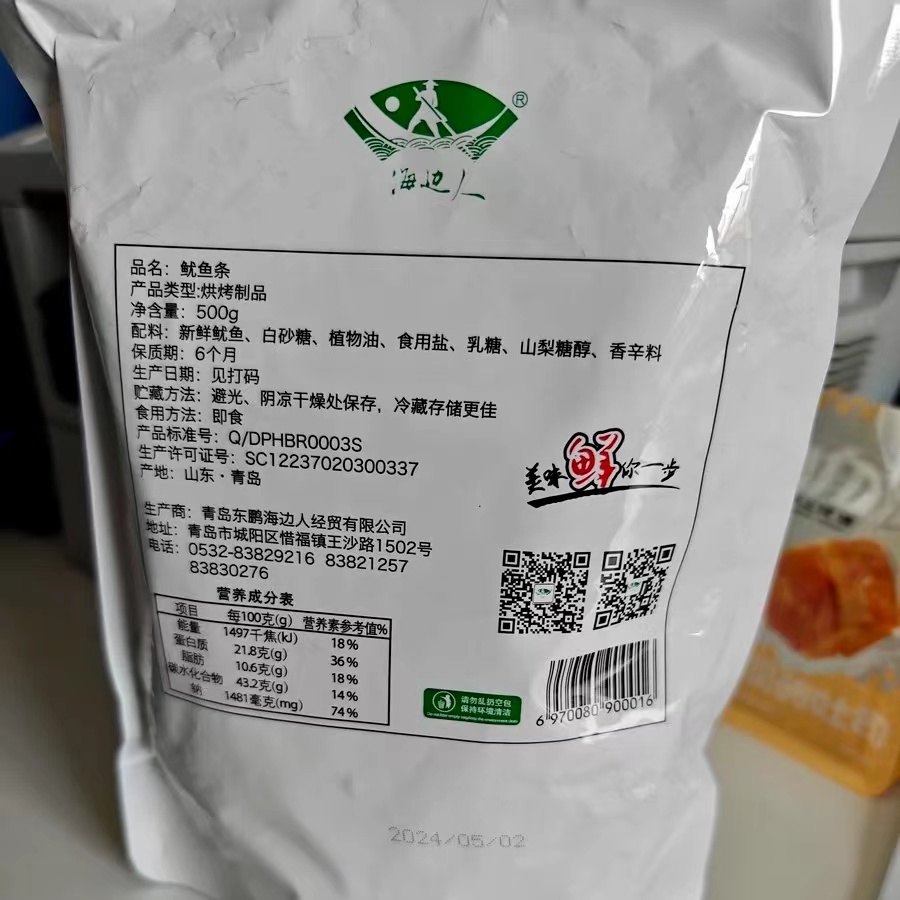 ®
海边人
品名：鱿鱼条
产品类型:烘烤制品
净含量：500g
配料：新鲜鱿鱼、白砂糖、植物油、食用盐、乳糖、山梨糖醇、香辛料
保质期：6个月
生产日期：见打码
贮藏方法：避光、阴凉干燥处保存，冷藏存储更佳
食用方法：即食
产品标准号：Q/DPHBR0003S
生产许可证号：SC12237020300337
产地：山东·青岛
美味鲜你一步
生产商：青岛东鹏海边人经贸有限公司
地址：青岛市城阳区惜福镇王沙路1502号
电话：0532-83829216 83821257
83830276
营养成分表
项目 每100克(g) 营养素参考值%
能量 1497千焦(kJ) 18%
蛋白质 21.8克(g) 36%
脂肪 10.6克(g) 18%
碳水化合物 43.2克(g) 14%
钠 1481毫克(mg) 74%
请勿乱扔空包
保持环境清洁
6 970080 900016
2024/05/02